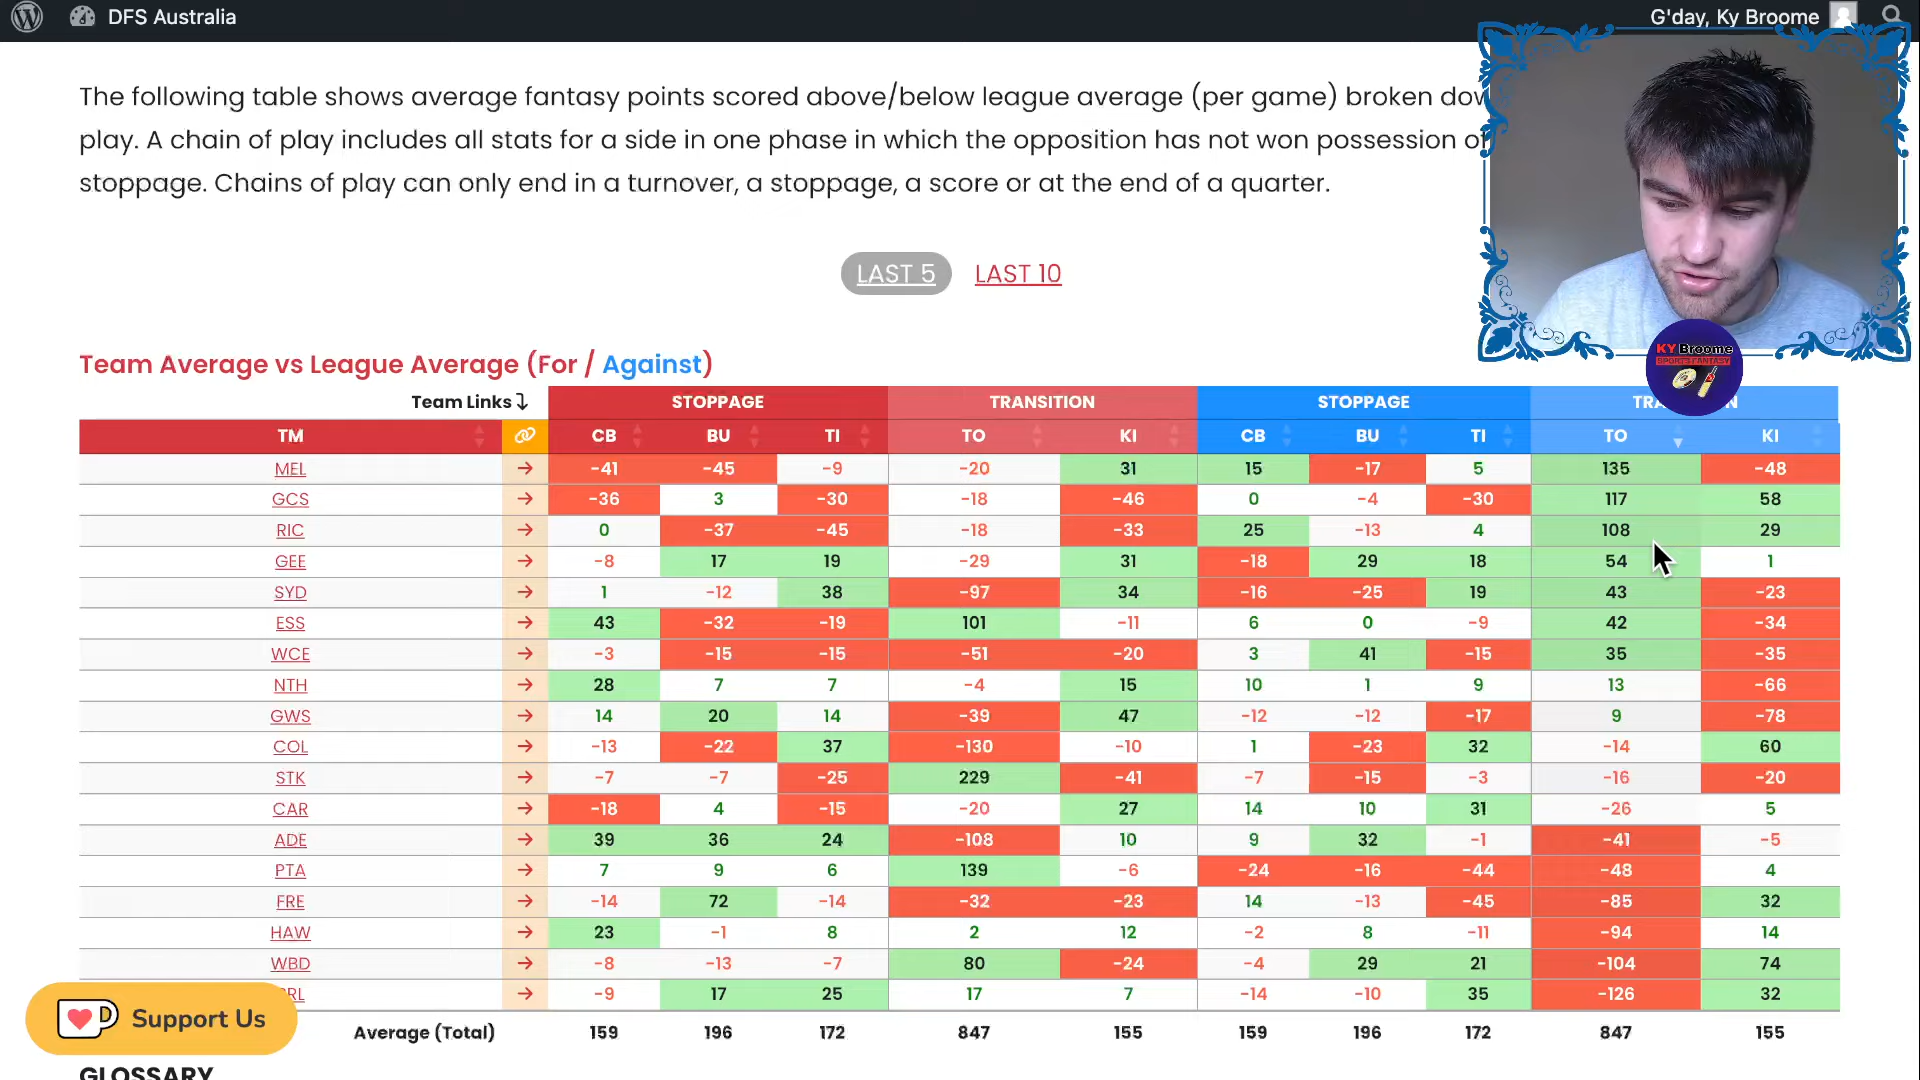 DFS Australia
G'day, Ky Broome
The following table shows average fantasy points scored above/below league average (per game) broken
play. A chain of play includes all stats for a side in one phase in which the opposition has not won possession
stoppage. Chains of play can only end in a turnover, a stoppage, a score or at the end of a quarter.
LAST 5 LAST 10
KY Broome
SPORTS FANTASY
Team Average vs League Average (For / Against)
Team Links STOPPAGE TRANSITION STOPPAGE
TM CB BU TI TO KI CB BU TI TO KI
MEL -41 -45 -9 -20 31 15 -17 5 135 -48
GCS -36 3 -30 -18 -46 0 -4 -30 117 58
RIC 0 -37 -45 -18 -33 25 -13 4 108 29
GEE -8 17 19 -29 31 -18 29 18 54 1
SYD 1 -12 38 -97 34 -16 -25 19 43 -23
ESS 43 -32 -19 101 -11 6 0 -9 42 -34
WCE -3 -15 -15 -51 -20 3 41 -15 35 -35
NTH 28 7 7 -4 15 10 1 9 13 -66
GWS 14 20 14 -39 47 -12 -12 -17 9 -78
COL -13 -22 37 -130 -10 1 -23 32 -14 60
STK -7 -7 -25 229 -41 -7 -15 -3 -16 -20
CAR -18 4 -15 -20 27 14 10 31 -26 5
ADE 39 36 24 -108 10 9 32 -1 -41 -5
PTA 7 9 6 139 -6 -24 -16 -44 -48 4
FRE -14 72 -14 -32 -23 14 -13 -45 -85 32
HAW 23 -1 8 2 12 -2 8 -11 -94 14
WBD -8 -13 -7 80 -24 -4 29 21 -104 74
RL -9 17 25 17 7 -14 -10 35 -126 32
Support Us
Average (Total) 159 196 172 847 155 159 196 172 847 155
GLOSSARY